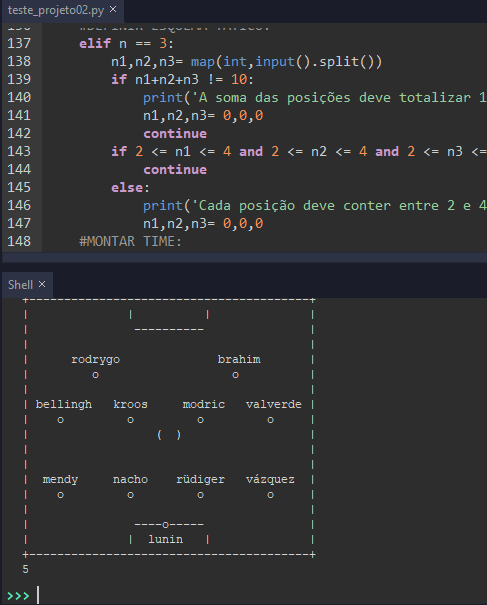 teste_projeto02.py ×
136 #DEFINIR ESQUEMA TÁTICO:
137 elif n == 3:
138 n1,n2,n3= map(int,input().split())
139 if n1+n2+n3 != 10:
140 print('A soma das posições deve totalizar 1
141 n1,n2,n3= 0,0,0
142 continue
143 if 2 <= n1 <= 4 and 2 <= n2 <= 4 and 2 <= n3 <=
144 continue
145 else:
146 print('Cada posição deve conter entre 2 e 4
147 n1,n2,n3= 0,0,0
148 #MONTAR TIME:
Shell ×
+----------------------------------------+
| | | |
| ---------- |
| |
| rodrygo brahim |
| o o |
| |
| bellingh kroos modric valverde |
| o o o o |
| ( ) |
| |
| |
| mendy nacho rüdiger vázquez |
| o o o o |
| |
| ----o----- |
| | lunin | |
+----------------------------------------+
5
>>>